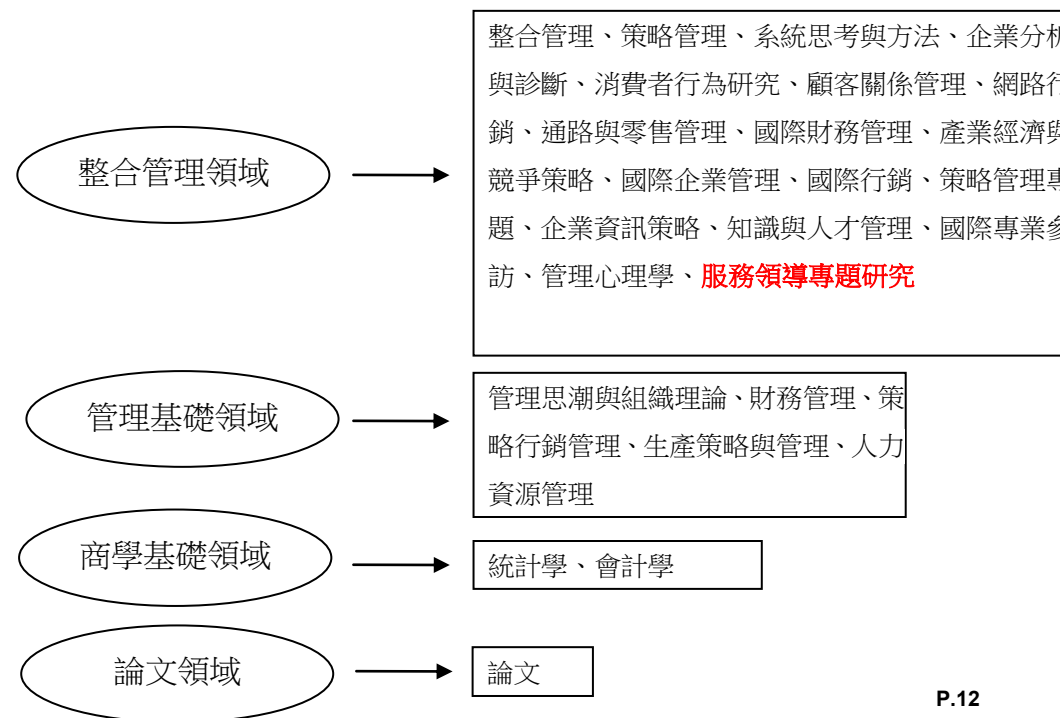 整合管理領域
整合管理、策略管理、系統思考與方法、企業分析
與診斷、消費者行為研究、顧客關係管理、網路行
銷、通路與零售管理、國際財務管理、產業經濟與
競爭策略、國際企業管理、國際行銷、策略管理專
題、企業資訊策略、知識與人才管理、國際專業參
訪、管理心理學、服務領導專題研究
管理基礎領域
管理思潮與組織理論、財務管理、策
略行銷管理、生產策略與管理、人力
資源管理
商學基礎領域
統計學、會計學
論文領域
論文
P.12